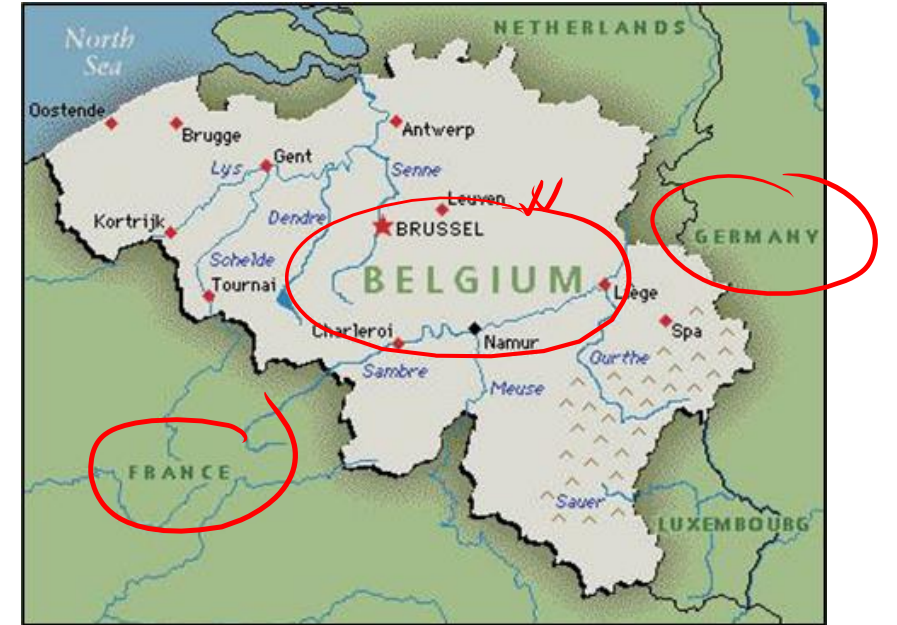 NETHERLANDS
North
Sea
Oostende
Brugge
Antwerp
Gent
Lys
Senne
Leuven
Kortrijk
Dendre
BRUSSEL
GERMANY
Schelde
BELGIUM
Tournai
Liège
Charleroi
Namur
Spa
Sambre
Ourthe
Meuse
FRANCE
Sauer
LUXEMBOURG